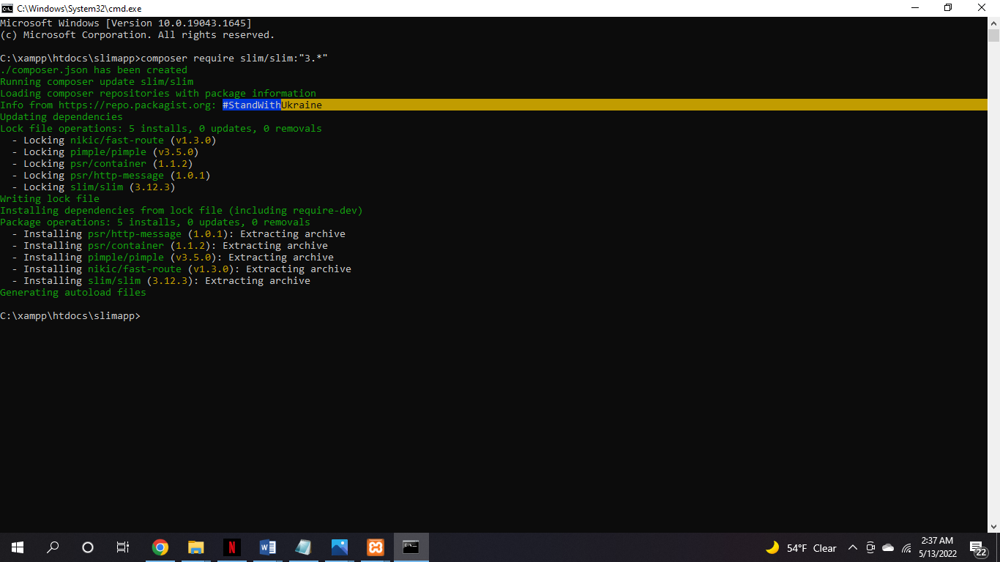 C:\Windows\System32\cmd.exe
Microsoft Windows [Version 10.0.19043.1645]
(c) Microsoft Corporation. All rights reserved.
C:\xampp\htdocs\slimapp>composer require slim/slim:"3.*"
./composer.json has been created
Running composer update slim/slim
Loading composer repositories with package information
Info from https://repo.packagist.org: #StandWithUkraine
Updating dependencies
Lock file operations: 5 installs, 0 updates, 0 removals
  - Locking nikic/fast-route (v1.3.0)
  - Locking pimple/pimple (v3.5.0)
  - Locking psr/container (1.1.2)
  - Locking psr/http-message (1.0.1)
  - Locking slim/slim (3.12.3)
Writing lock file
Installing dependencies from lock file (including require-dev)
Package operations: 5 installs, 0 updates, 0 removals
  - Installing psr/http-message (1.0.1): Extracting archive
  - Installing psr/container (1.1.2): Extracting archive
  - Installing pimple/pimple (v3.5.0): Extracting archive
  - Installing nikic/fast-route (v1.3.0): Extracting archive
  - Installing slim/slim (3.12.3): Extracting archive
Generating autoload files
C:\xampp\htdocs\slimapp>
54°F Clear
2:37 AM
5/13/2022
22